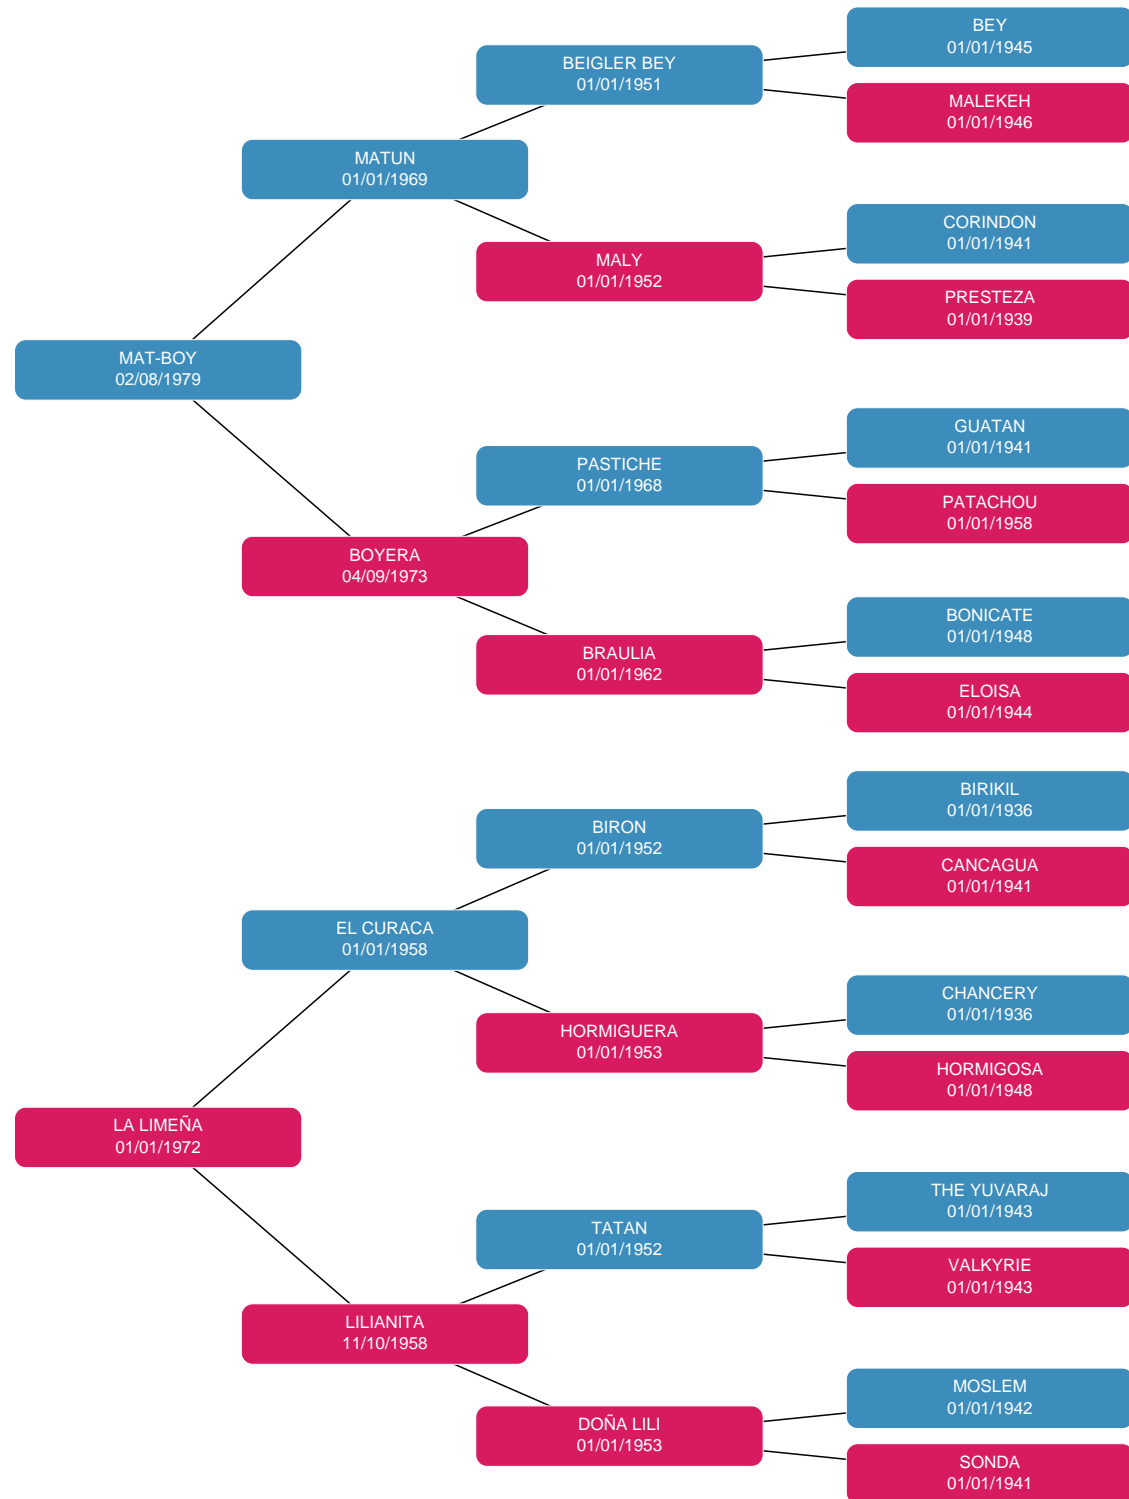 BEY
01/01/1945
BEIGLER BEY
01/01/1951
MALEKEH
01/01/1946
MATUN
01/01/1969
CORINDON
01/01/1941
MALY
01/01/1952
PRESTEZA
01/01/1939
MAT-BOY
02/08/1979
GUATAN
01/01/1941
PASTICHE
01/01/1968
PATACHOU
01/01/1958
BOYERA
04/09/1973
BONICATE
01/01/1948
BRAULIA
01/01/1962
ELOISA
01/01/1944
BIRIKIL
01/01/1936
BIRON
01/01/1952
CANCAGUA
01/01/1941
EL CURACA
01/01/1958
CHANCERY
01/01/1936
HORMIGUERA
01/01/1953
HORMIGOSA
01/01/1948
LA LIMEÑA
01/01/1972
THE YUVARAJ
01/01/1943
TATAN
01/01/1952
VALKYRIE
01/01/1943
LILIANITA
11/10/1958
MOSLEM
01/01/1942
DOÑA LILI
01/01/1953
SONDA
01/01/1941